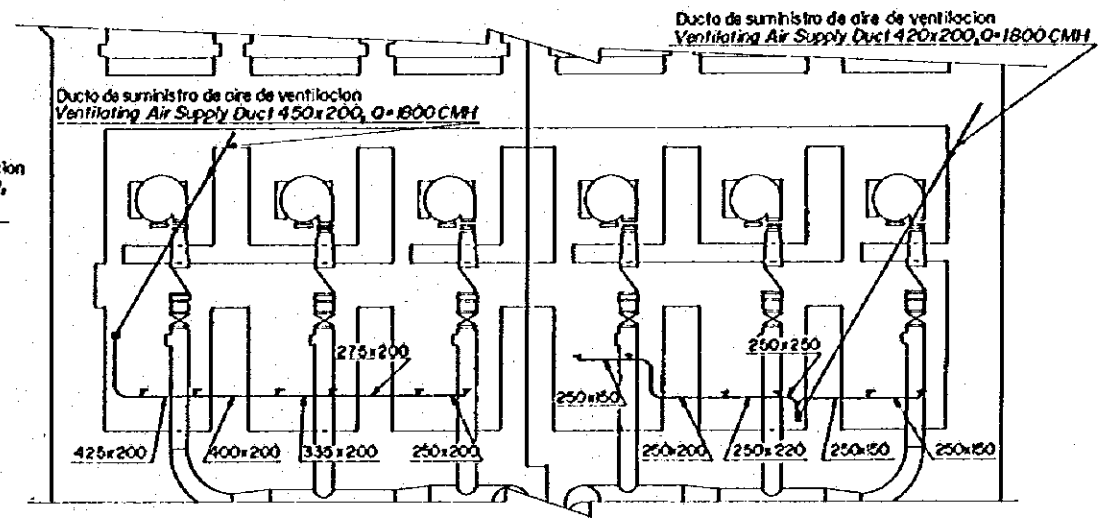 Ducto de suministro de aire de ventilacion
Ventilating Air Supply Duct 420x200, Q=1800 CMH
Ducto de suministro de aire de ventilacion
Ventilating Air Supply Duct 450x200, Q=1800 CMH
275x200
250x250
250x150
425x200
400x200
335x200
250x200
250x200
250x220
250x150
250x150